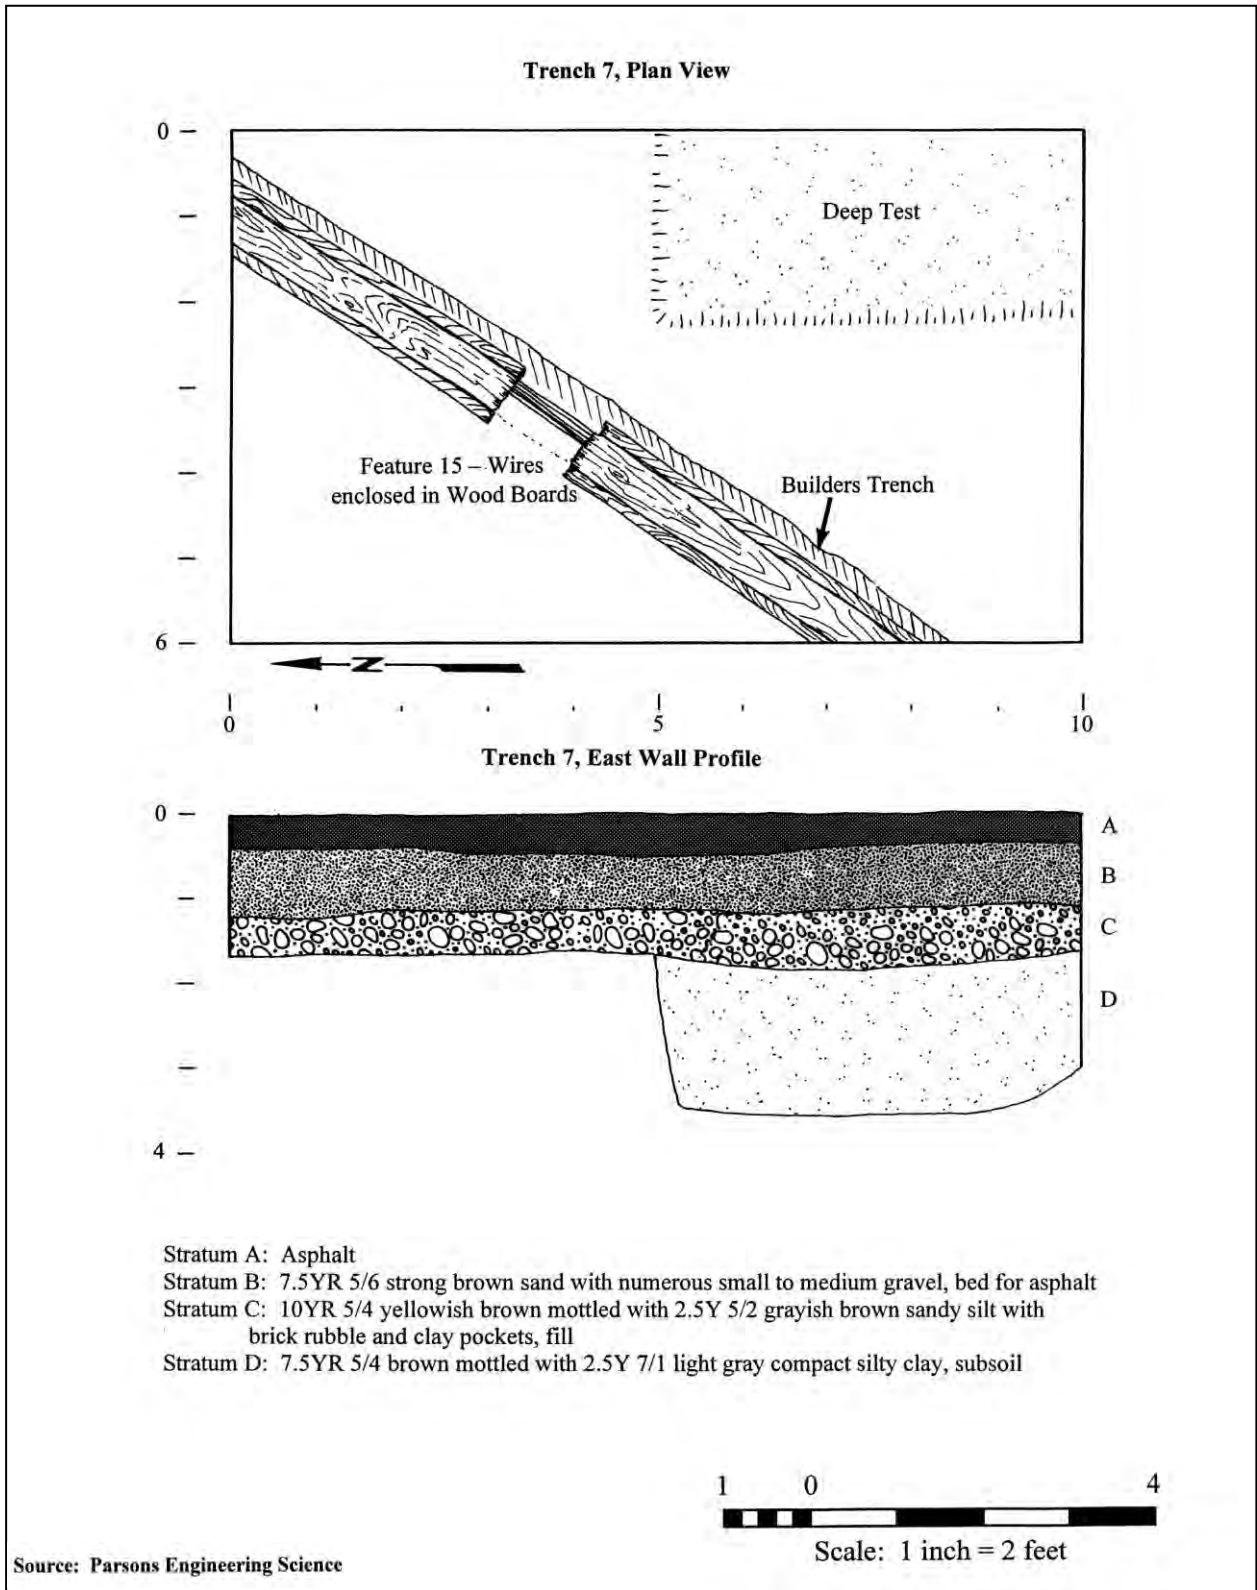 Trench 7, Plan View
0
Deep Test
Feature 15 – Wires
enclosed in Wood Boards
Builders Trench
6
N
0 5 10
Trench 7, East Wall Profile
0
A
B
C
D
4
Stratum A: Asphalt
Stratum B: 7.5YR 5/6 strong brown sand with numerous small to medium gravel, bed for asphalt
Stratum C: 10YR 5/4 yellowish brown mottled with 2.5Y 5/2 grayish brown sandy silt with
brick rubble and clay pockets, fill
Stratum D: 7.5YR 5/4 brown mottled with 2.5Y 7/1 light gray compact silty clay, subsoil
1 0 4
Scale: 1 inch = 2 feet
Source: Parsons Engineering Science